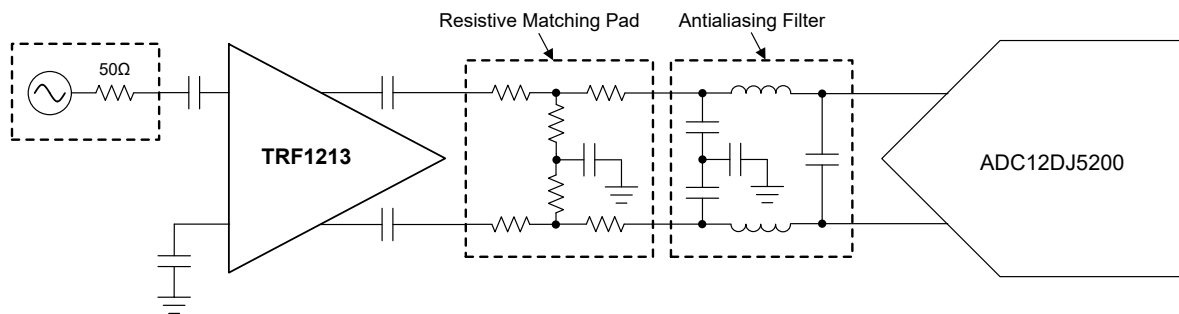 Resistive Matching Pad
Antialiasing Filter
50Ω
TRF1213
ADC12DJ5200